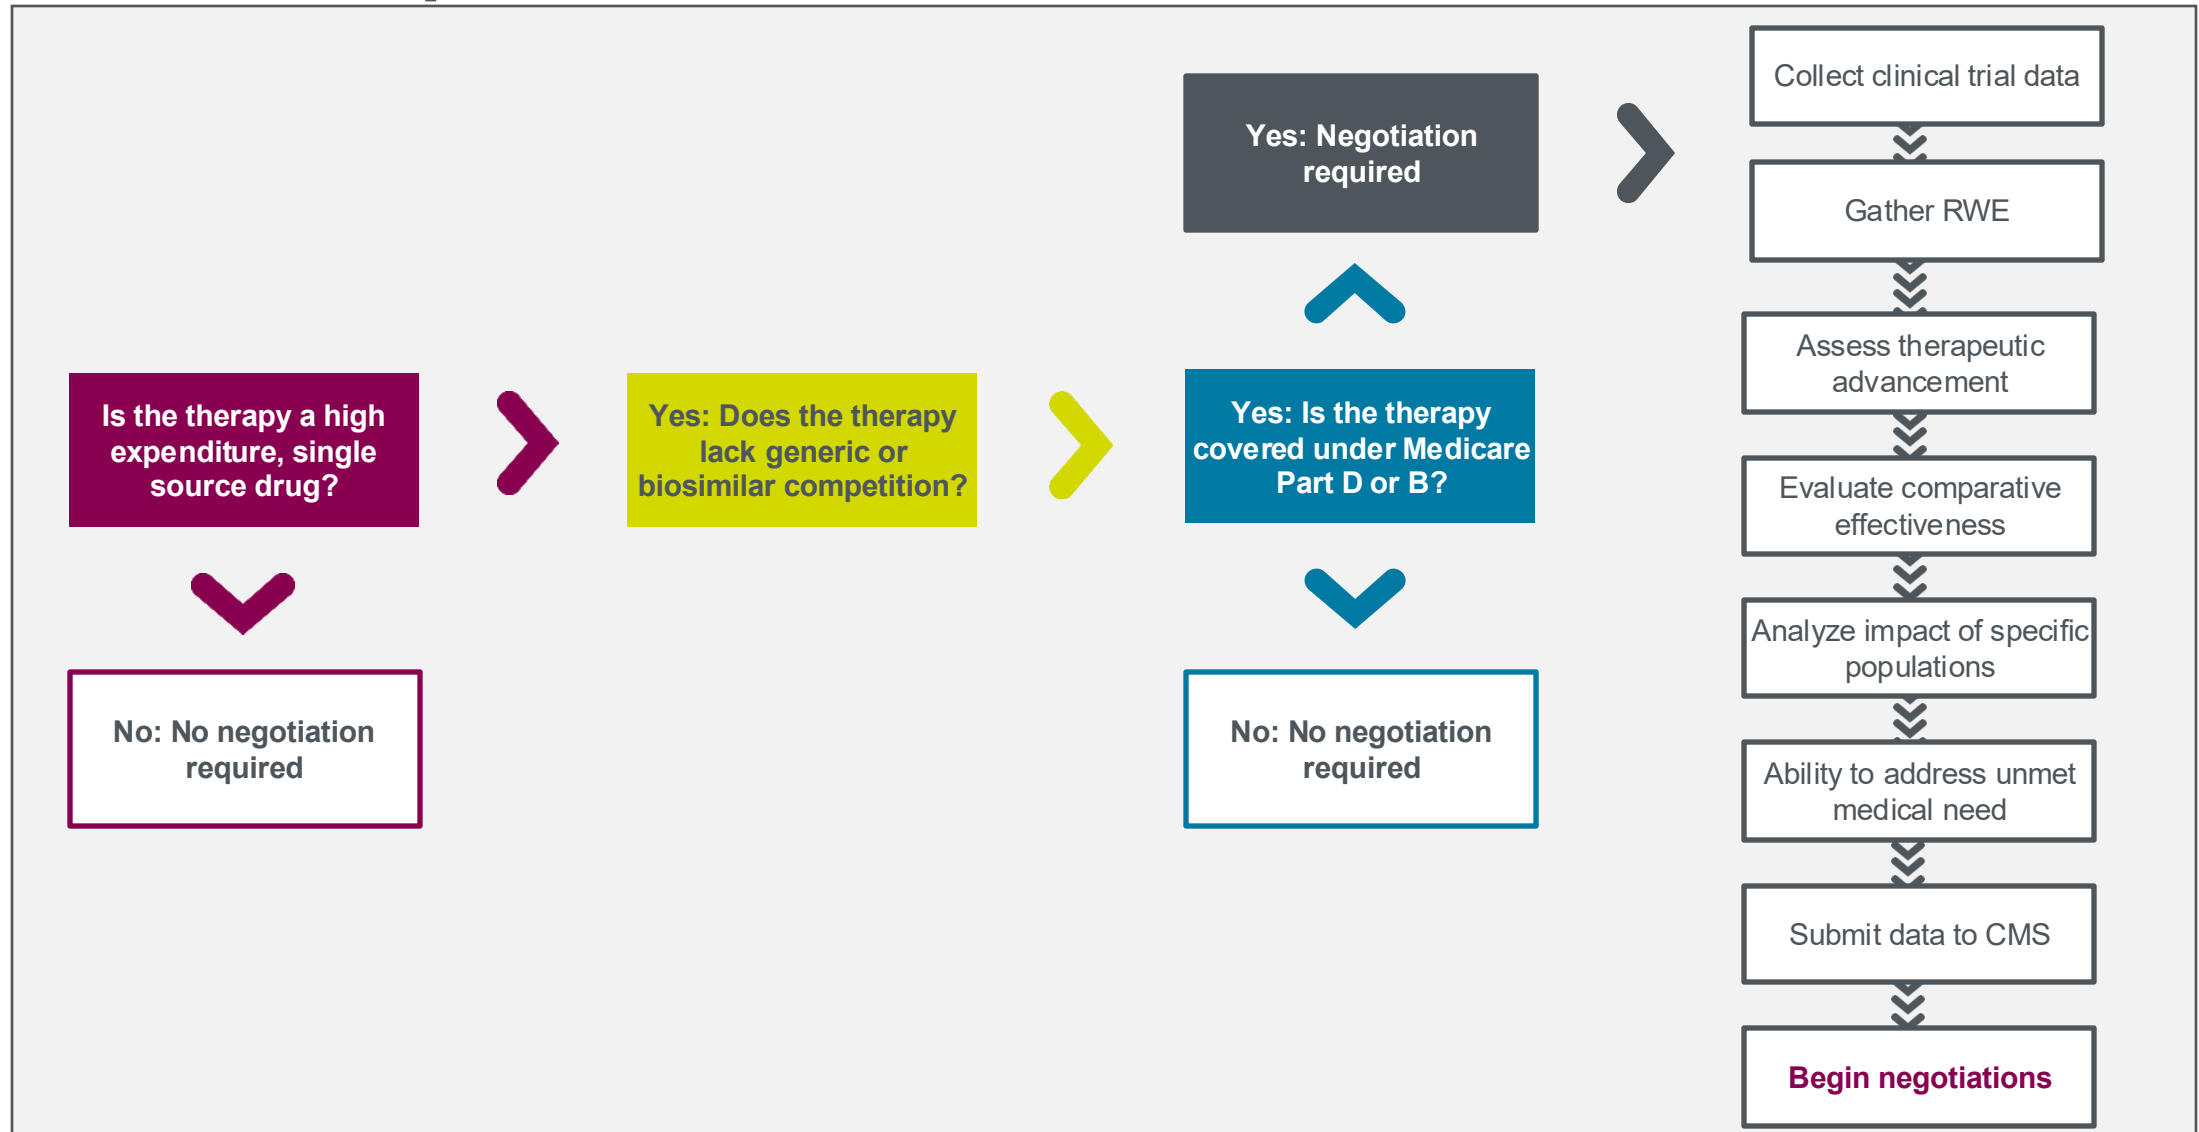 Is the therapy a high
expenditure, single
source drug?
No: No negotiation
required
Yes: Does the therapy
lack generic or
biosimilar competition?
Yes: Is the therapy
covered under Medicare
Part D or B?
No: No negotiation
required
Yes: Negotiation
required
Collect clinical trial data
Gather RWE
Assess therapeutic
advancement
Evaluate comparative
effectiveness
Analyze impact of specific
populations
Ability to address unmet
medical need
Submit data to CMS
Begin negotiations